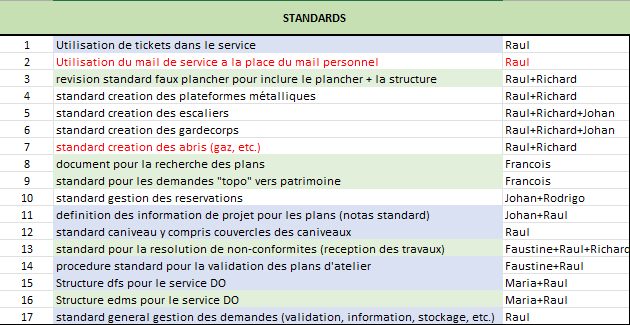 STANDARDS
1 Utilisation de tickets dans le service Raul
2 Utilisation du mail de service a la place du mail personnel Raul
3 revision standard faux plancher pour inclure le plancher + la structure Raul+Richard
4 standard creation des plateformes métalliques Raul+Richard
5 standard creation des escaliers Raul+Richard+Johan
6 standard creation des gardecorps Raul+Richard+Johan
7 standard creation des abris (gaz, etc.) Raul+Richard
8 document pour la recherche des plans Francois
9 standard pour les demandes "topo" vers patrimoine Francois
10 standard gestion des reservations Johan+Rodrigo
11 definition des information de projet pour les plans (notas standard) Johan+Raul
12 standard caniveau y compris couvercles des caniveaux Raul
13 standard pour la resolution de non-conformites (reception des travaux) Faustine+Raul+Richard
14 procedure standard pour la validation des plans d'atelier Faustine+Raul
15 Structure dfs pour le service DO Maria+Raul
16 Structure edms pour le service DO Maria+Raul
17 standard general gestion des demandes (validation, information, stockage, etc.) Raul